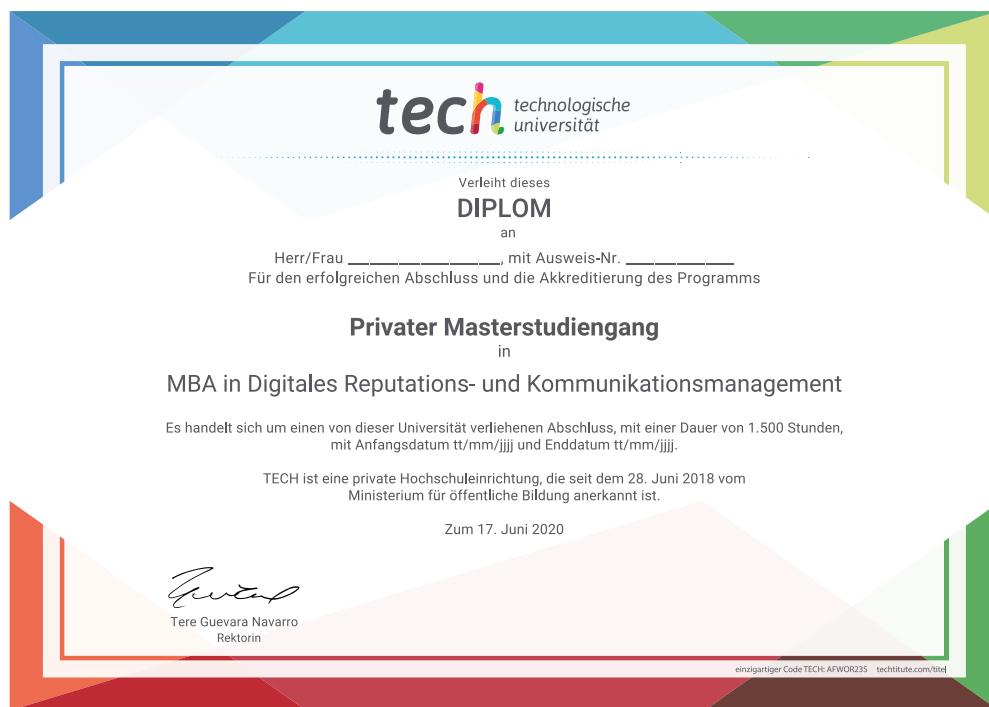 tech technologische
universität
Verleiht dieses
DIPLOM
an
Herr/Frau ____________________, mit Ausweis-Nr. ______________
Für den erfolgreichen Abschluss und die Akkreditierung des Programms
Privater Masterstudiengang
in
MBA in Digitales Reputations- und Kommunikationsmanagement
Es handelt sich um einen von dieser Universität verliehenen Abschluss, mit einer Dauer von 1.500 Stunden,
mit Anfangsdatum tt/mm/jjjj und Enddatum tt/mm/jjjj.
TECH ist eine private Hochschuleinrichtung, die seit dem 28. Juni 2018 vom
Ministerium für öffentliche Bildung anerkannt ist.
Zum 17. Juni 2020
Tere Guevara Navarro
Rektorin
einzigartiger Code TECH: AFWOR23S techtitute.com/titel